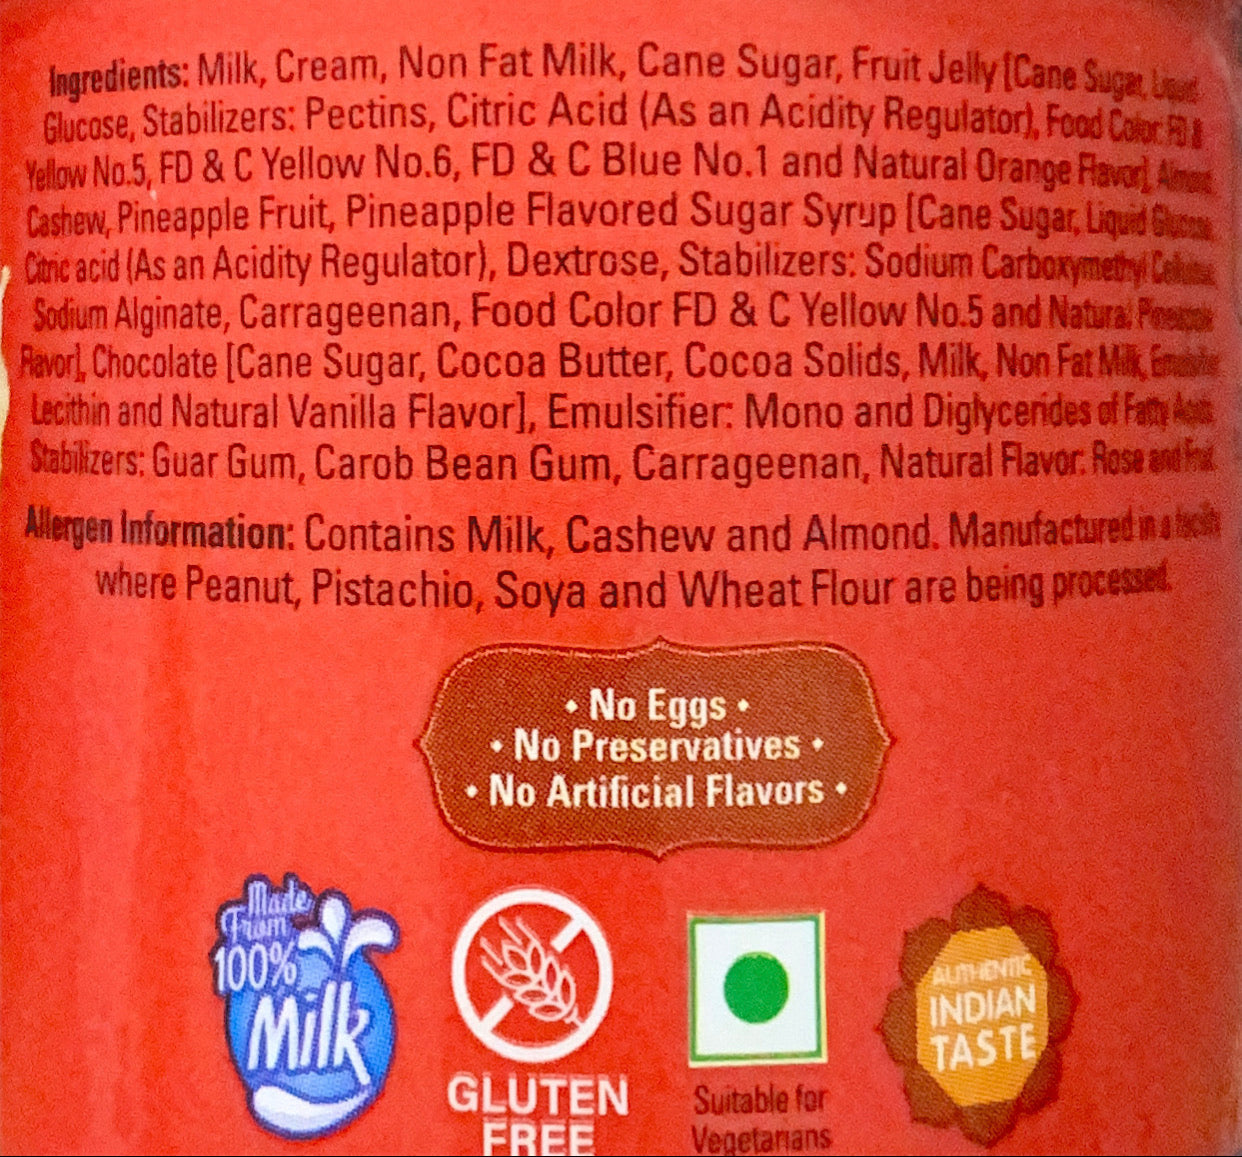 Ingredients: Milk, Cream, Non Fat Milk, Cane Sugar, Fruit Jelly [Cane Sugar, Liquid
Glucose, Stabilizers: Pectins, Citric Acid (As an Acidity Regulator), Food Color: FD &
Yellow No.5, FD & C Yellow No.6, FD & C Blue No.1 and Natural Orange Flavor], Almond
Cashew, Pineapple Fruit, Pineapple Flavored Sugar Syrup [Cane Sugar, Liquid Glucose,
Citric acid (As an Acidity Regulator), Dextrose, Stabilizers: Sodium Carboxymethyl Cellulose,
Sodium Alginate, Carrageenan, Food Color FD & C Yellow No.5 and Natural Pineapple
Flavor], Chocolate [Cane Sugar, Cocoa Butter, Cocoa Solids, Milk, Non Fat Milk, Emulsifier
Lecithin and Natural Vanilla Flavor], Emulsifier: Mono and Diglycerides of Fatty Acids
Stabilizers: Guar Gum, Carob Bean Gum, Carrageenan, Natural Flavor: Rose and
Allergen Information: Contains Milk, Cashew and Almond. Manufactured in a facility
where Peanut, Pistachio, Soya and Wheat Flour are being processed.
• No Eggs •
• No Preservatives •
• No Artificial Flavors •
Made
From
100%
Milk
GLUTEN
FREE
Suitable for
Vegetarians
AUTHENTIC
INDIAN
TASTE